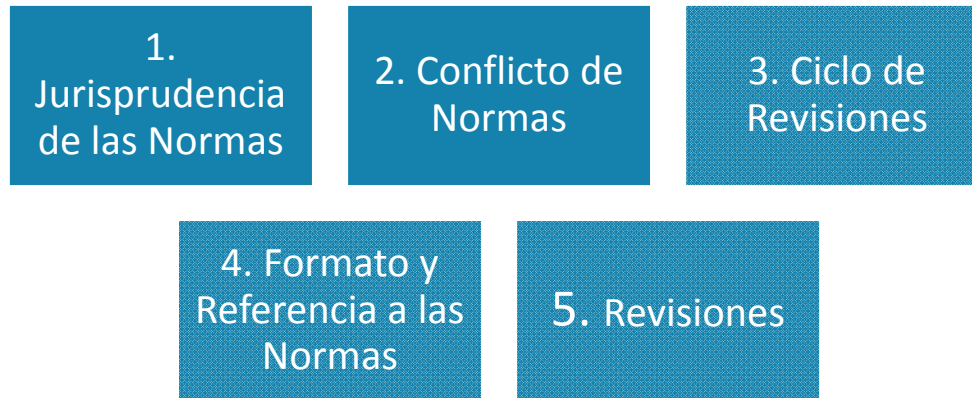 1.
Jurisprudencia
de las Normas
2. Conflicto de
Normas
3. Ciclo de
Revisiones
4. Formato y
Referencia a las
Normas
5. Revisiones